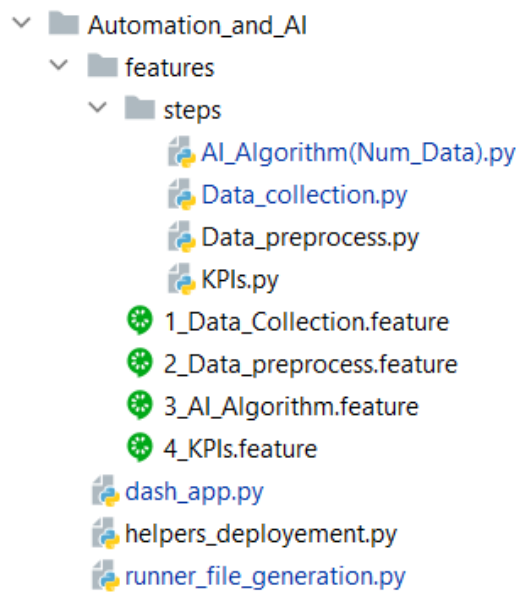 Automation_and_AI
features
steps
AI_Algorithm(Num_Data).py
Data_collection.py
Data_preprocess.py
KPIs.py
1_Data_Collection.feature
2_Data_preprocess.feature
3_AI_Algorithm.feature
4_KPIs.feature
dash_app.py
helpers_deployement.py
runner_file_generation.py